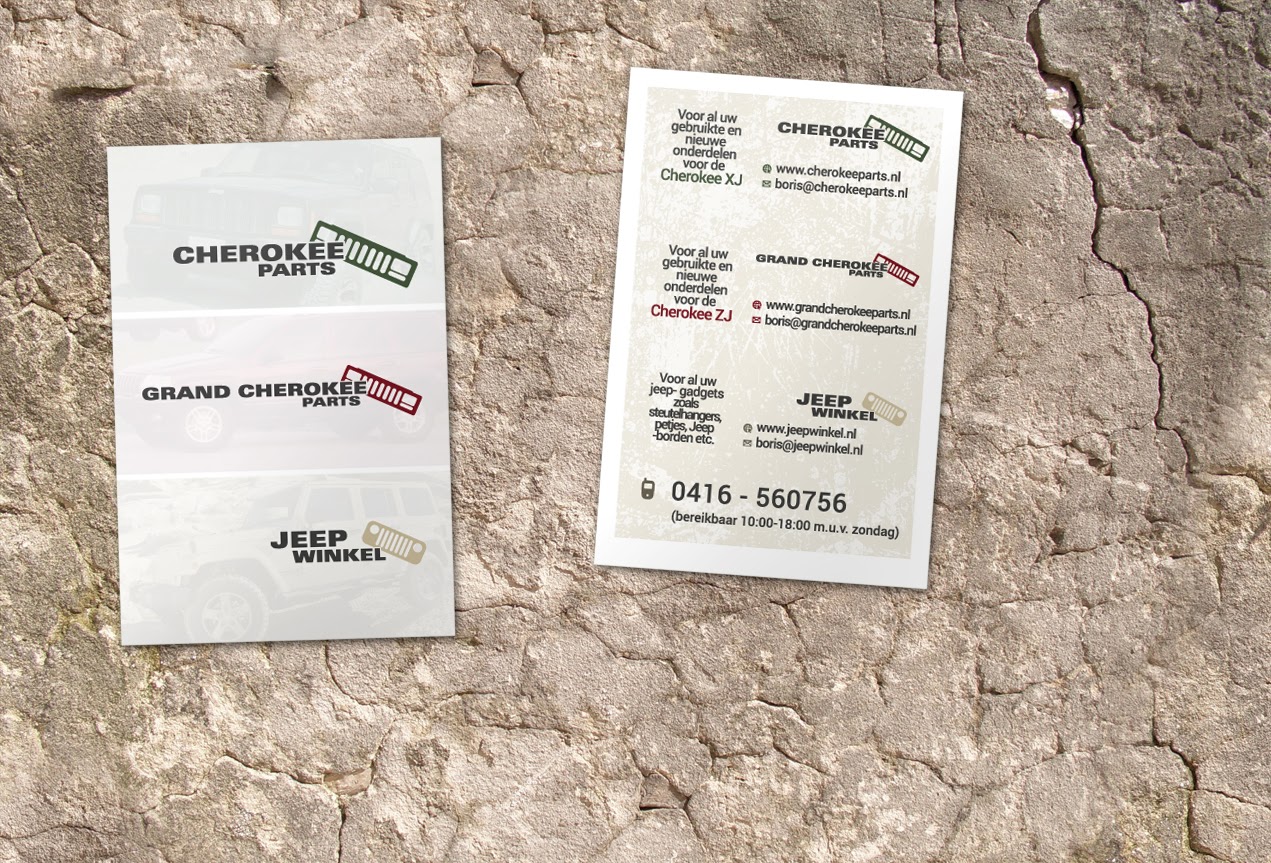 CHEROKEE
PARTS
GRAND CHEROKEE
PARTS
JEEP
WINKEL
Voor al uw
gebruikte en
nieuwe
onderdelen
voor de
Cherokee XJ
CHEROKEE
PARTS
www.cherokeeparts.nl
boris@cherokeeparts.nl
Voor al uw
gebruikte en
nieuwe
onderdelen
voor de
Cherokee ZJ
GRAND CHEROKEE
PARTS
www.grandcherokeeparts.nl
boris@grandcherokeeparts.nl
Voor al uw
jeep- gadgets
zoals
steutelhangers,
petjes, Jeep
-borden etc.
JEEP
WINKEL
www.jeepwinkel.nl
boris@jeepwinkel.nl
0416 - 560756
(bereikbaar 10:00-18:00 m.u.v. zondag)